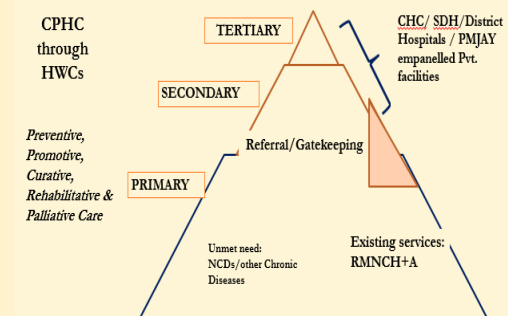 CPHC
through
HWCs
TERTIARY
CHC/ SDH/District
Hospitals / PMJAY
empanelled Pvt.
facilities
SECONDARY
Referral/Gatekeeping
Preventive,
Promotive,
Curative,
Rehabilitative &
Palliative Care
PRIMARY
Unmet need:
NCDs/other Chronic
Diseases
Existing services:
RMNCH+A